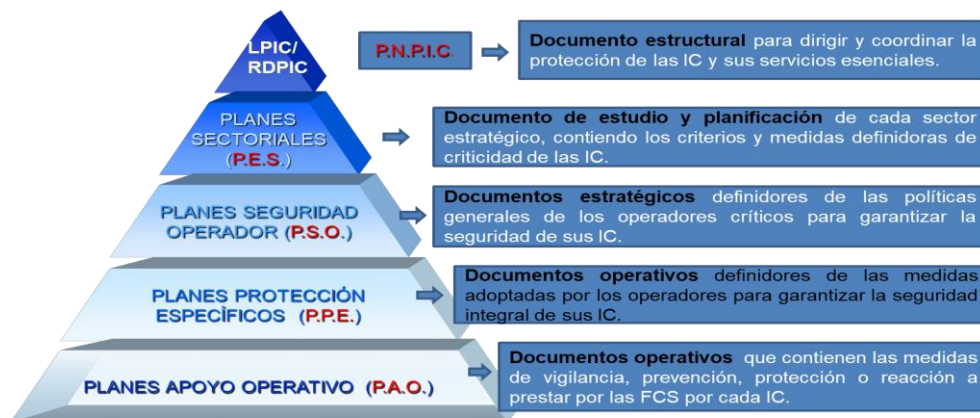 LPIC/
RDPIC
P.N.P.I.C.
Documento estructural para dirigir y coordinar la
protección de las IC y sus servicios esenciales.
PLANES
SECTORIALES
(P.E.S.)
Documento de estudio y planificación de cada sector
estratégico, contiendo los criterios y medidas definidoras de
criticidad de las IC.
PLANES SEGURIDAD
OPERADOR (P.S.O.)
Documentos estratégicos definidores de las políticas
generales de los operadores críticos para garantizar la
seguridad de sus IC.
PLANES PROTECCIÓN
ESPECÍFICOS (P.P.E.)
Documentos operativos definidores de las medidas
adoptadas por los operadores para garantizar la seguridad
integral de sus IC.
PLANES APOYO OPERATIVO (P.A.O.)
Documentos operativos que contienen las medidas
de vigilancia, prevención, protección o reacción a
prestar por las FCS por cada IC.